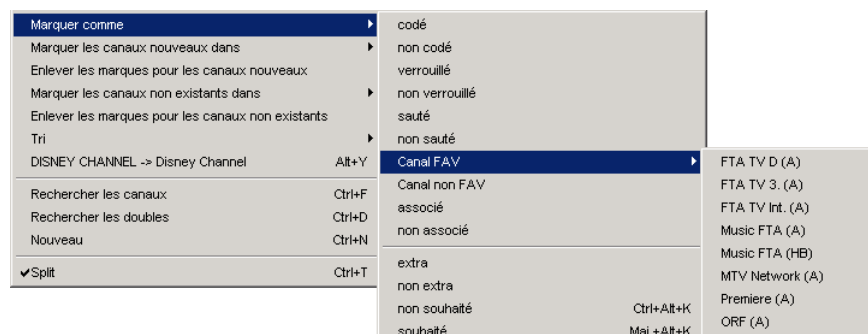 Marquer comme
Marquer les canaux nouveaux dans
Enlever les marques pour les canaux nouveaux
Marquer les canaux non existants dans
Enlever les marques pour les canaux non existants
Tri
DISNEY CHANNEL -> Disney Channel Alt+Y
Rechercher les canaux Ctrl+F
Rechercher les doubles Ctrl+D
Nouveau Ctrl+N
✔Split Ctrl+T
codé
non codé
verrouillé
non verrouillé
sauté
non sauté
Canal FAV
Canal non FAV
associé
non associé
extra
non extra
non souhaité Ctrl+Alt+K
souhaité Maj.+Alt+K
FTA TV D (A)
FTA TV 3. (A)
FTA TV Int. (A)
Music FTA (A)
Music FTA (HB)
MTV Network (A)
Premiere (A)
ORF (A)